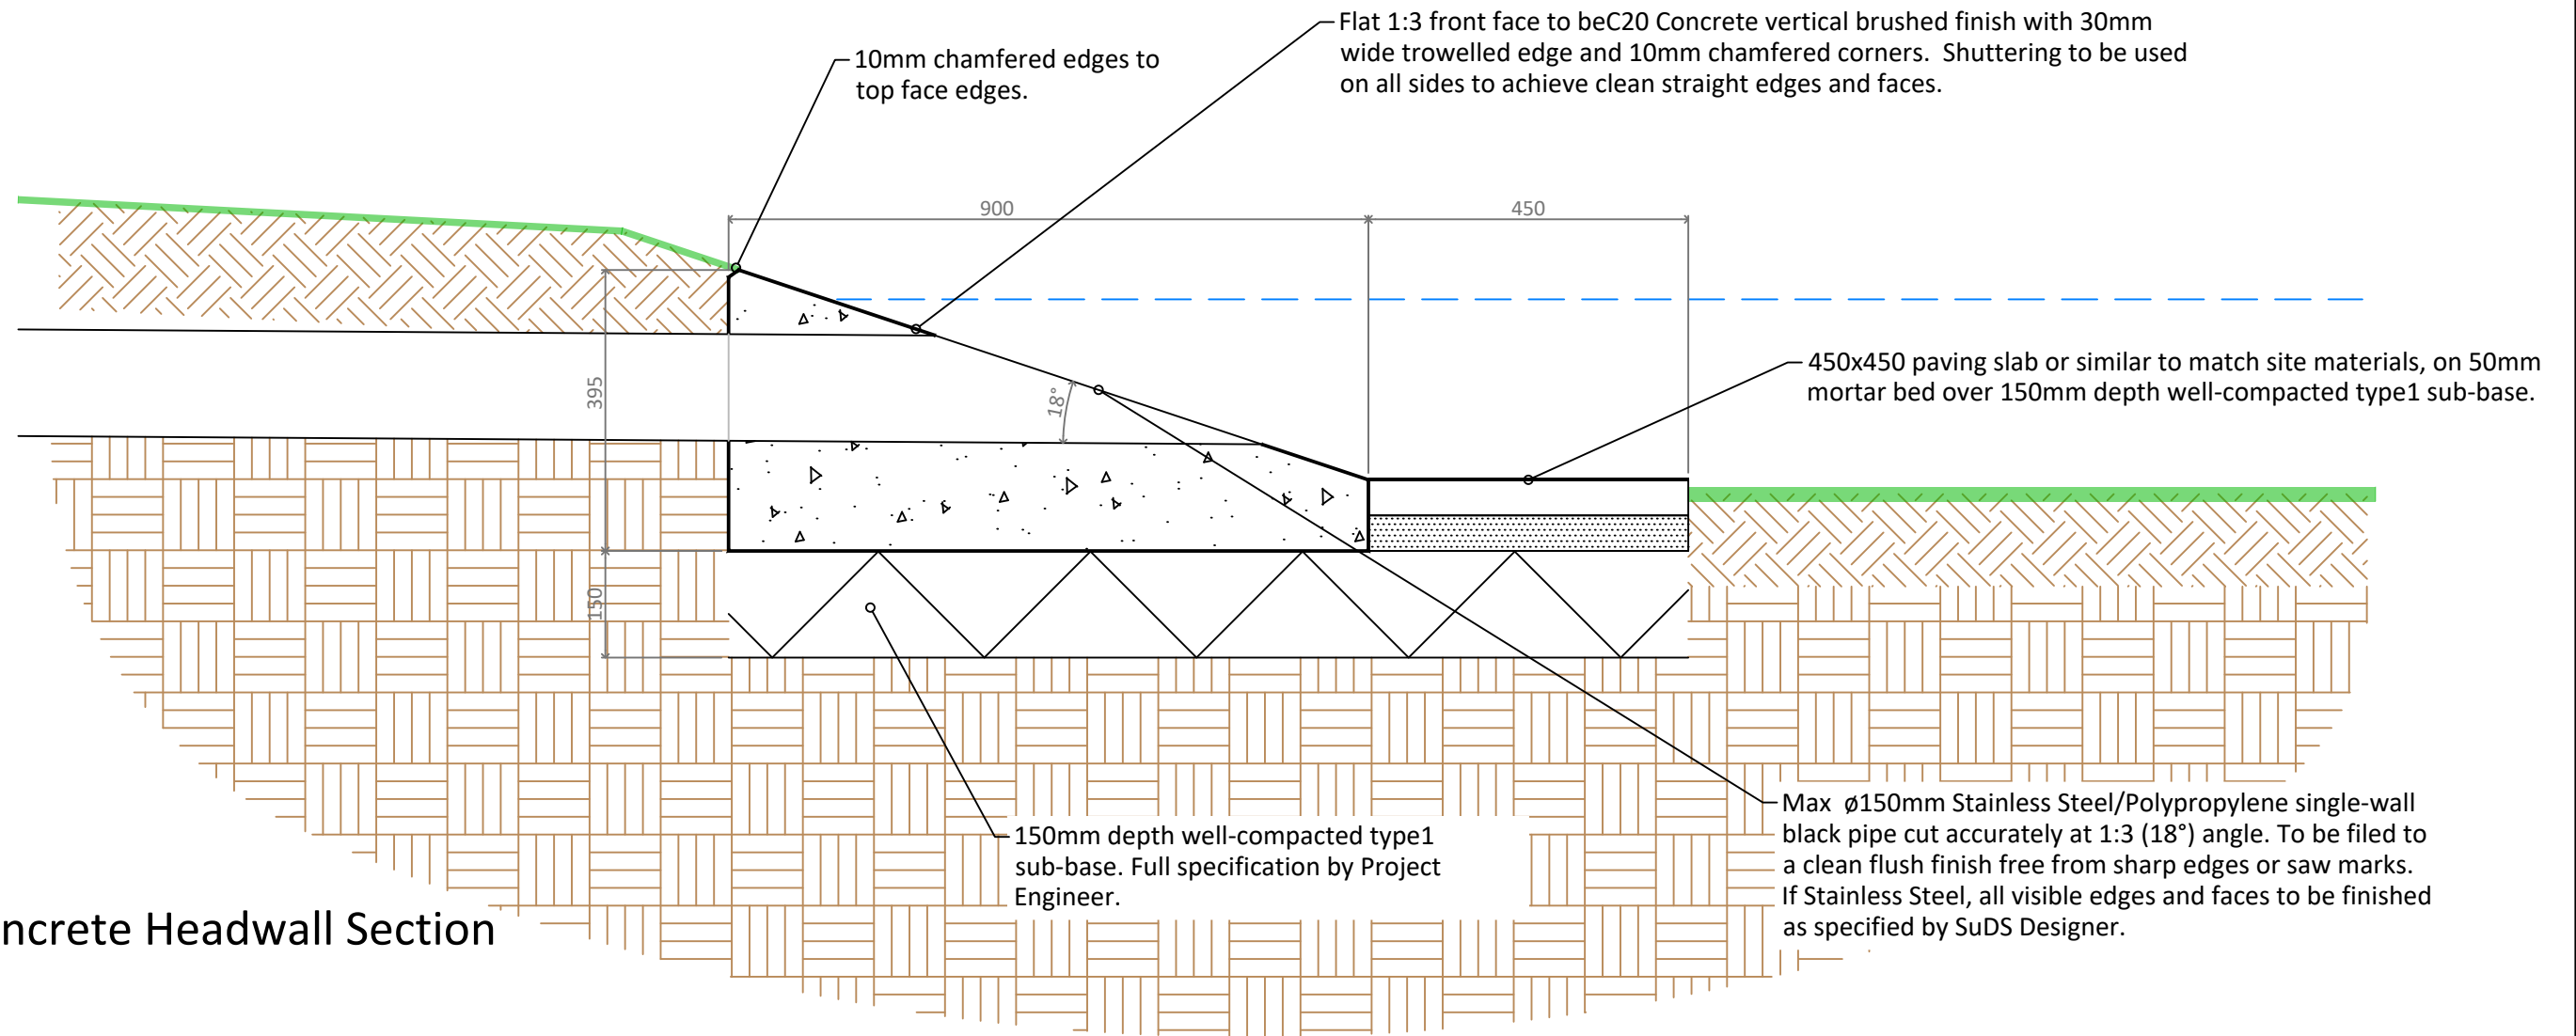 Flat 1:3 front face to beC20 Concrete vertical brushed finish with 30mm
wide trowelled edge and 10mm chamfered corners. Shuttering to be used
on all sides to achieve clean straight edges and faces.
10mm chamfered edges to
top face edges.
900
450
450x450 paving slab or similar to match site materials, on 50mm
mortar bed over 150mm depth well-compacted type1 sub-base.
395
18°
150
Max ø150mm Stainless Steel/Polypropylene single-wall
black pipe cut accurately at 1:3 (18°) angle. To be filed to
a clean flush finish free from sharp edges or saw marks.
If Stainless Steel, all visible edges and faces to be finished
as specified by SuDS Designer.
150mm depth well-compacted type1
sub-base. Full specification by Project
Engineer.
ncrete Headwall Section